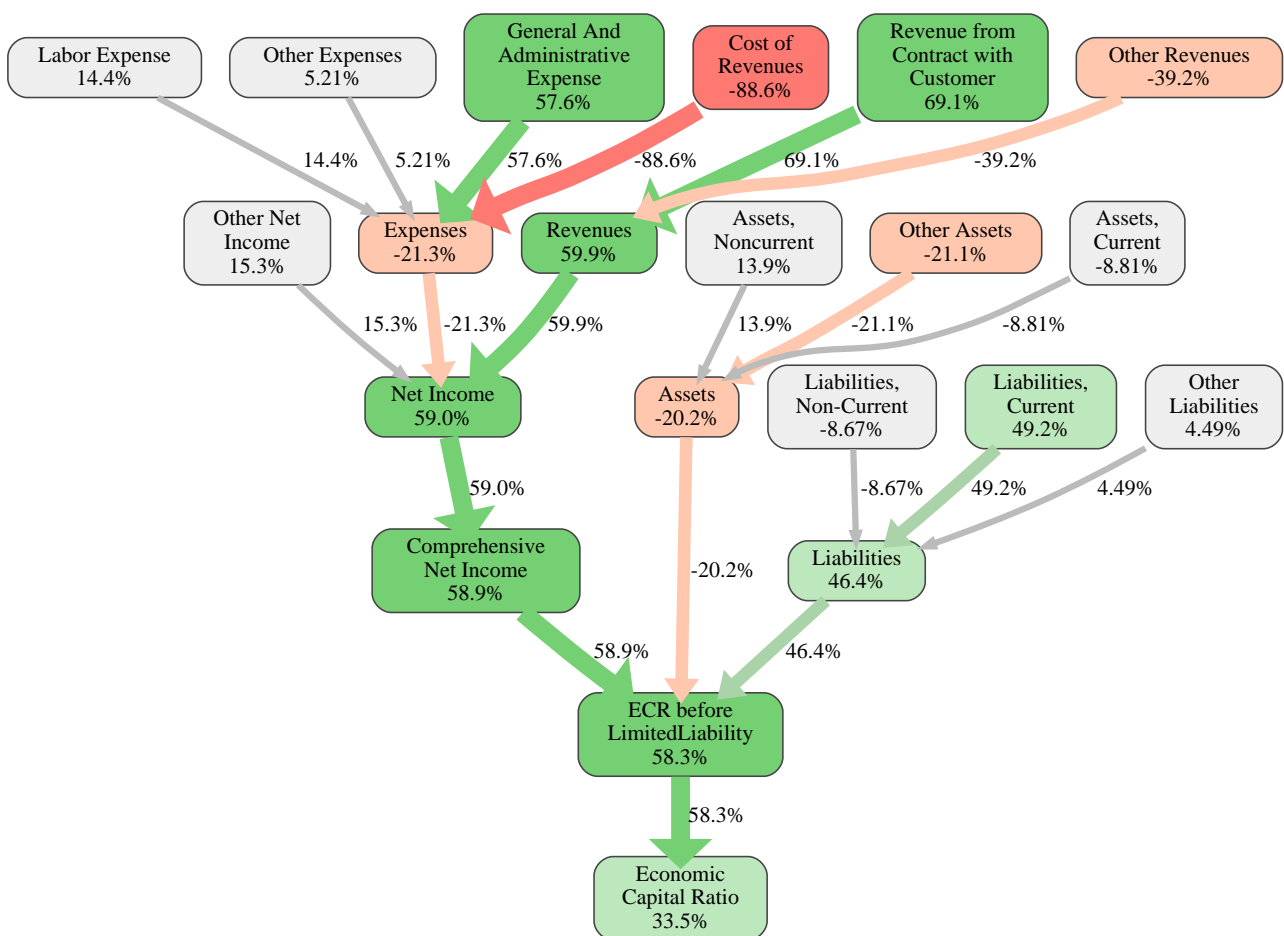 Labor Expense
14.4%
Other Expenses
5.21%
General And
Administrative
Expense
57.6%
Cost of
Revenues
-88.6%
Revenue from
Contract with
Customer
69.1%
Other Revenues
-39.2%
14.4%
5.21%
57.6%
-88.6%
69.1%
-39.2%
Other Net
Income
15.3%
Expenses
-21.3%
Revenues
59.9%
Assets,
Noncurrent
13.9%
Other Assets
-21.1%
Assets,
Current
-8.81%
15.3%
-21.3%
59.9%
13.9%
-21.1%
-8.81%
Net Income
59.0%
Assets
-20.2%
Liabilities,
Non-Current
-8.67%
Liabilities,
Current
49.2%
Other
Liabilities
4.49%
59.0%
-8.67%
49.2%
4.49%
Comprehensive
Net Income
58.9%
-20.2%
Liabilities
46.4%
58.9%
46.4%
ECR before
LimitedLiability
58.3%
58.3%
Economic
Capital Ratio
33.5%